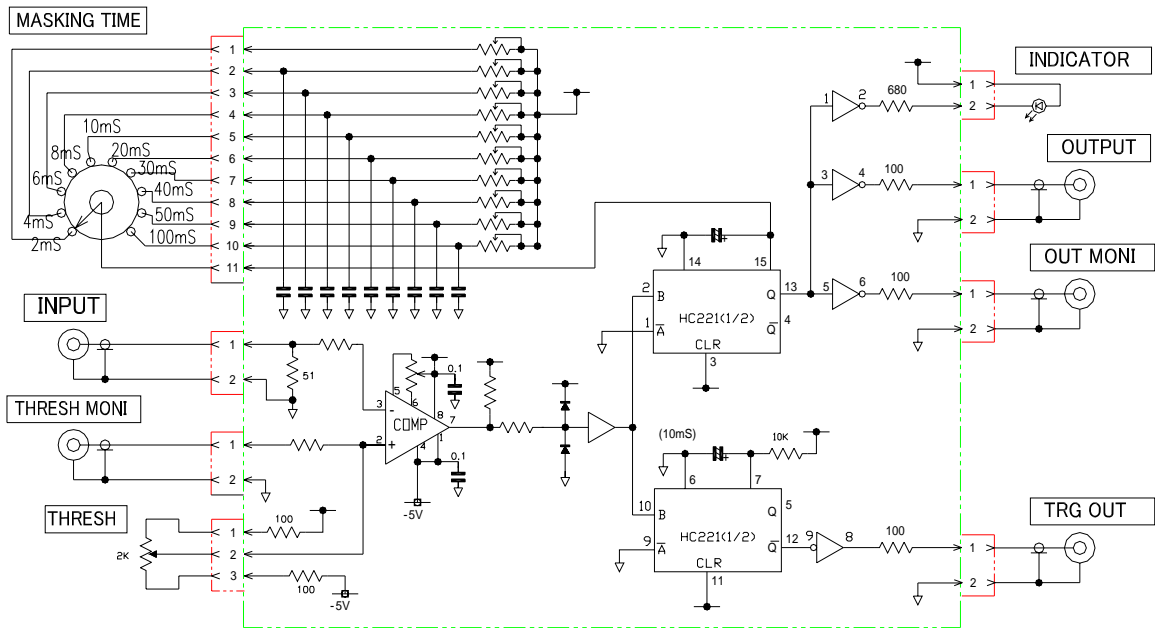 MASKING TIME
1
2
3
4
5
6
7
8
9
10
11
10mS
20mS
8mS
30mS
6mS
40mS
4mS
50mS
2mS
100mS
INPUT
1
2
51
THRESH MONI
1
2
THRESH
2K
1
2
3
100
100
-5V
3
-
2
+
COMP
5
6
8
7
1
4
0.1
0.1
-5V
14
15
2
B
1
A
HC221(1/2)
Q
13
Q
4
CLR
3
(10mS)
10K
6
7
10
B
9
A
HC221(1/2)
Q
5
Q
12
CLR
11
1
2
680
3
4
100
5
6
100
9
8
100
INDICATOR
1
2
OUTPUT
1
2
OUT MONI
1
2
TRG OUT
1
2